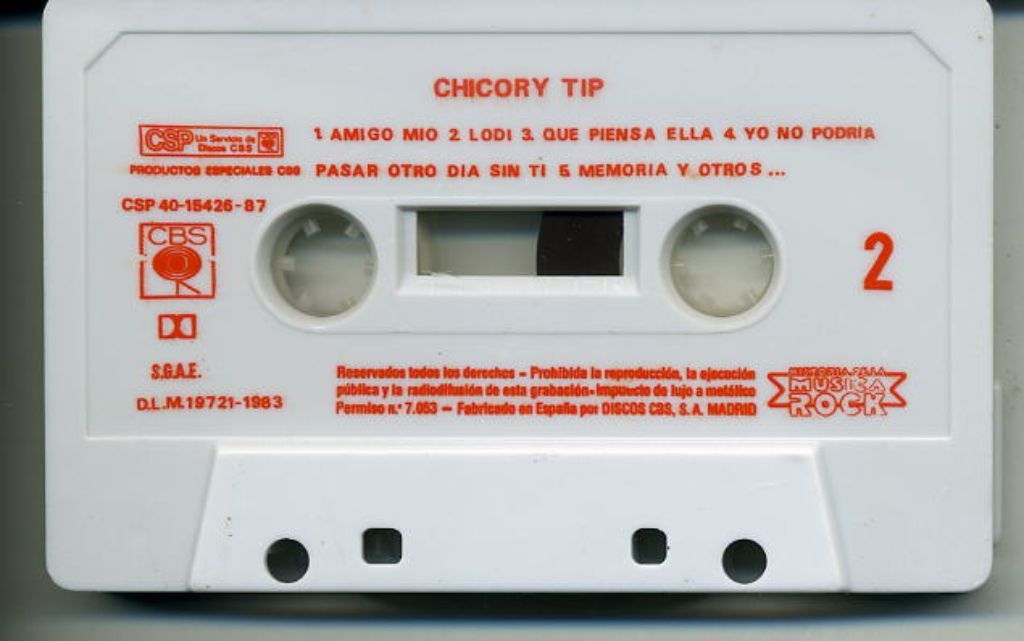 CHICORY TIP
CSP Un Servicio de Discos CBS
1. AMIGO MIO 2. LODI 3. QUE PIENSA ELLA 4. YO NO PODRIA
PRODUCTOS ESPECIALES CBS
PASAR OTRO DIA SIN TI 5. MEMORIA Y OTROS ...
CSP 40-15426-87
CBS
2
S.G.A.E.
D.L.M.19721-1983
Reservados todos los derechos - Prohibida la reproducción, la ejecución
pública y la radiodifusión de esta grabación-Impuesto de lujo a metálico
Permiso n.º 7.053 - Fabricado en España por DISCOS CBS, S.A. MADRID
HISTORIA DE LA
MUSICA
ROCK